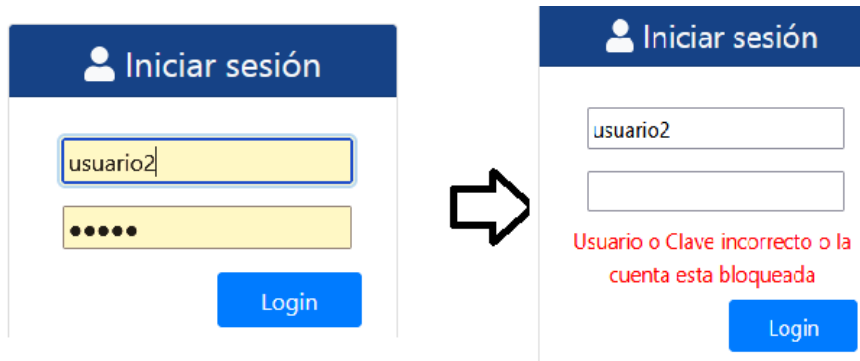 Iniciar sesión
usuario2
•••••
Login
Iniciar sesión
usuario2
Usuario o Clave incorrecto o la
cuenta esta bloqueada
Login